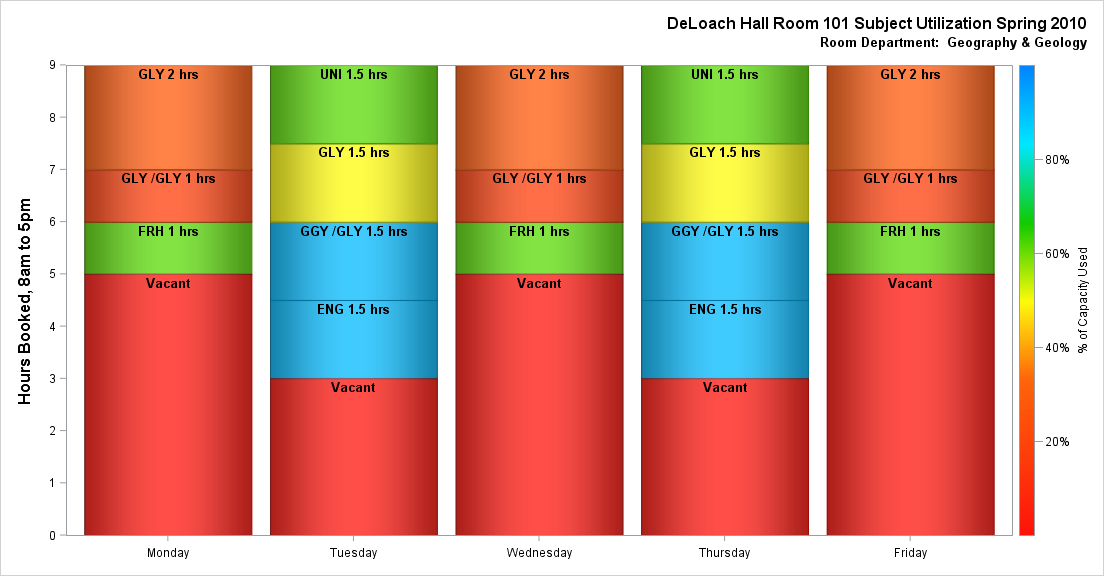 DeLoach Hall Room 101 Subject Utilization Spring 2010
Room Department:  Geography & Geology
Hours Booked, 8am to 5pm
9
8
7
6
5
4
3
2
1
0
GLY 2 hrs
GLY /GLY 1 hrs
FRH 1 hrs
Vacant
UNI 1.5 hrs
GLY 1.5 hrs
GGY /GLY 1.5 hrs
ENG 1.5 hrs
Vacant
GLY 2 hrs
GLY /GLY 1 hrs
FRH 1 hrs
Vacant
UNI 1.5 hrs
GLY 1.5 hrs
GGY /GLY 1.5 hrs
ENG 1.5 hrs
Vacant
GLY 2 hrs
GLY /GLY 1 hrs
FRH 1 hrs
Vacant
Monday
Tuesday
Wednesday
Thursday
Friday
80%
60%
40%
20%
% of Capacity Used